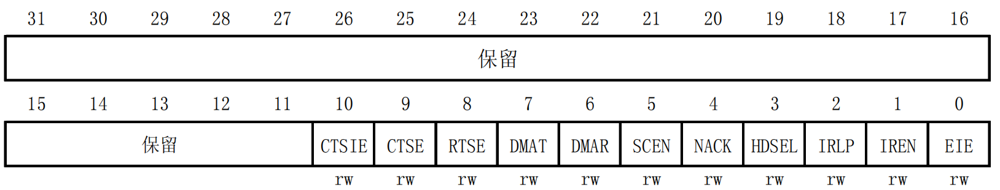 31 30 29 28 27 26 25 24 23 22 21 20 19 18 17 16
保留
15 14 13 12 11 10 9 8 7 6 5 4 3 2 1 0
保留 CTSIE CTSE RTSE DMAT DMAR SCEN NACK HDSEL IRLP IREN EIE
rw rw rw rw rw rw rw rw rw rw rw